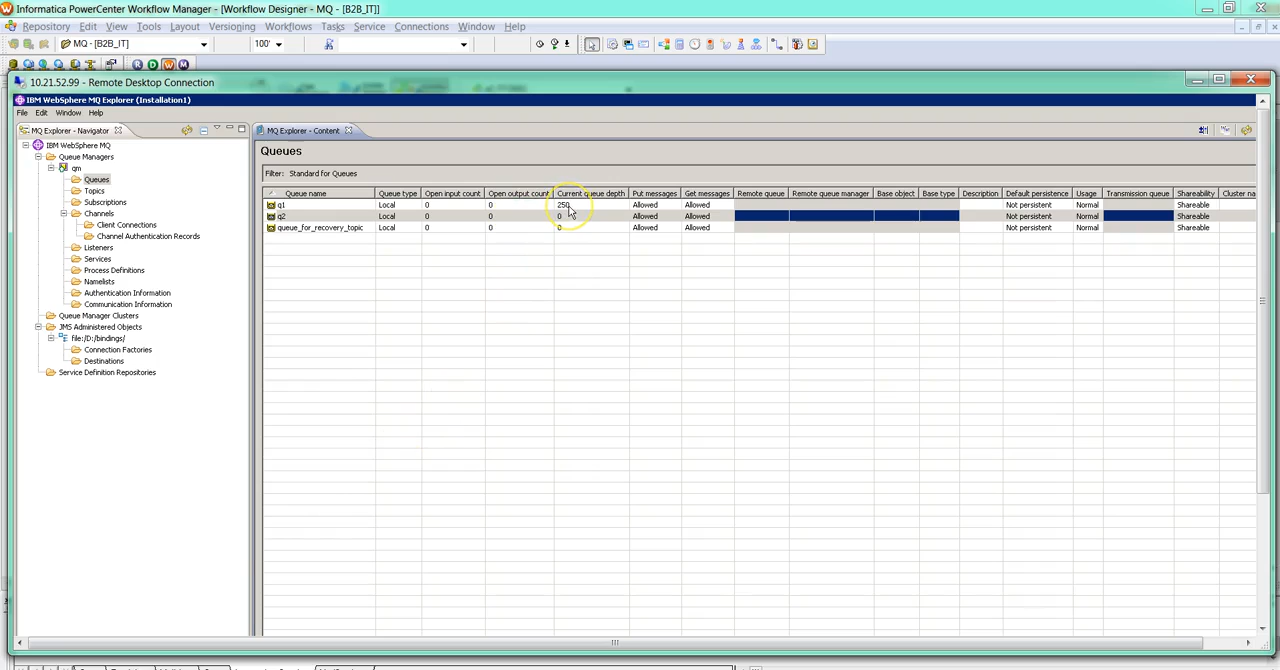 Informatica PowerCenter Workflow Manager - [Workflow Designer - MQ - [B2B_IT]]
Repository Edit View Tools Layout Versioning Workflows Tasks Service Connections Window Help
MQ - [B2B_IT] 100%
R D W M
10.21.52.99 - Remote Desktop Connection
IBM WebSphere MQ Explorer (Installation1)
File Edit Window Help
MQ Explorer - Navigator
MQ Explorer - Content
IBM WebSphere MQ
Queue Managers
qm
Queues
Topics
Subscriptions
Channels
Client Connections
Channel Authentication Records
Listeners
Services
Process Definitions
Namelists
Authentication Information
Communication Information
Queue Manager Clusters
JMS Administered Objects
file:/D:/bindings/
Connection Factories
Destinations
Service Definition Repositories
Queues
Filter: Standard for Queues
Queue name Queue type Open input count Open output count Current queue depth Put messages Get messages Remote queue Remote queue manager Base object Base type Description Default persistence Usage Transmission queue Shareability Cluster na
q1 Local 0 0 250 Allowed Allowed Not persistent Normal Shareable
q2 Local 0 0 0 Allowed Allowed Not persistent Normal Shareable
queue_for_recovery_topic Local 0 0 0 Allowed Allowed Not persistent Normal Shareable